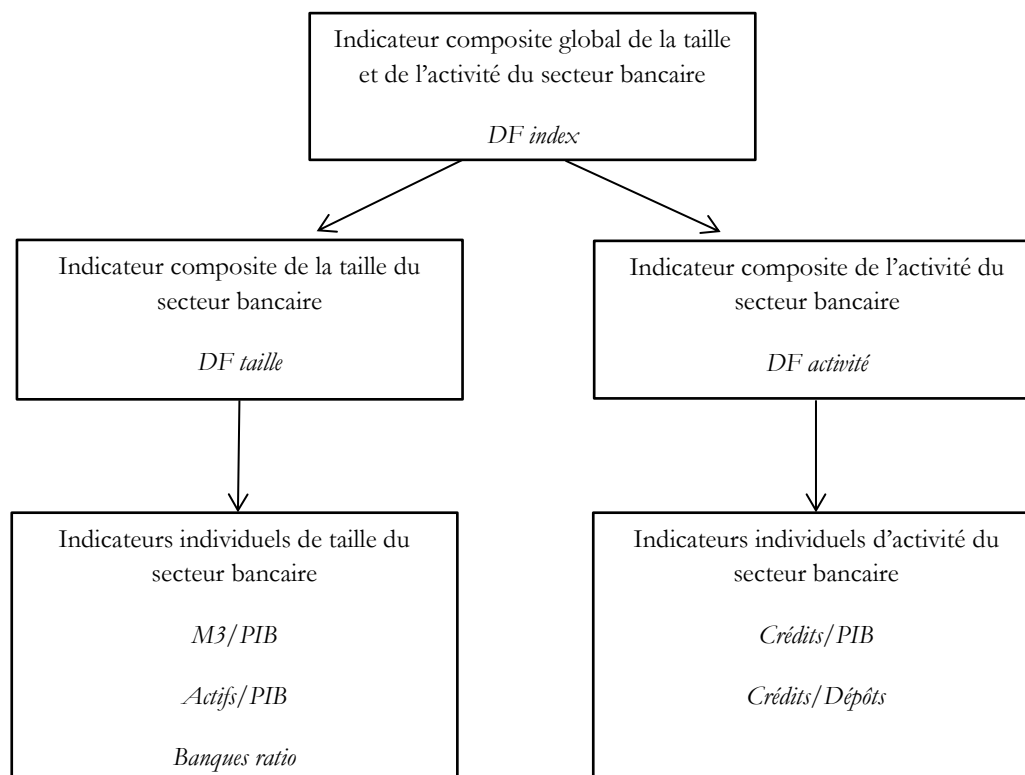 Indicateur composite global de la taille
et de l’activité du secteur bancaire
DF index
Indicateur composite de la taille du
secteur bancaire
DF taille
Indicateur composite de l’activité du
secteur bancaire
DF activité
Indicateurs individuels de taille du
secteur bancaire
M3/PIB
Actifs/PIB
Banques ratio
Indicateurs individuels d’activité du
secteur bancaire
Crédits/PIB
Crédits/Dépôts